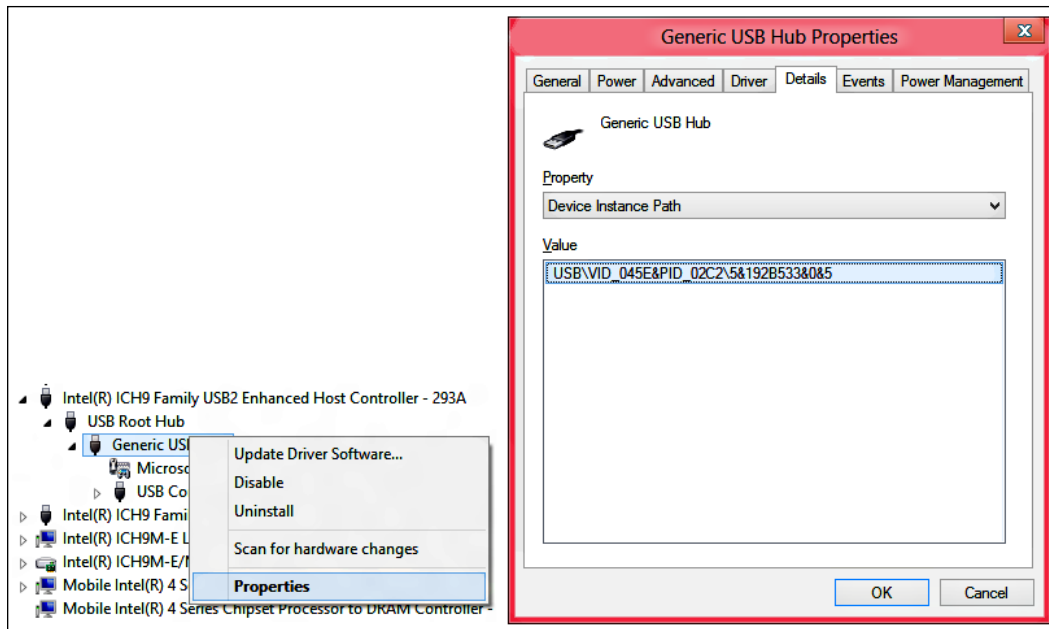 Intel(R) ICH9 Family USB2 Enhanced Host Controller - 293A
USB Root Hub
Generic
Intel(R) ICH9
Intel(R) ICH9M-E
Intel(R)
Mobile Intel(R) 4
Mobile Intel(R) 4 Series Chipset Processor to DRAM Controller -
Update Driver Software...
Disable
Uninstall
Scan for hardware changes
Properties
Generic USB Hub Properties
General Power Advanced Driver Details Events Power Management
Generic USB Hub
Property
Device Instance Path
Value
USB\VID_045E&PID_02C2\5&192B533&0&5
OK Cancel